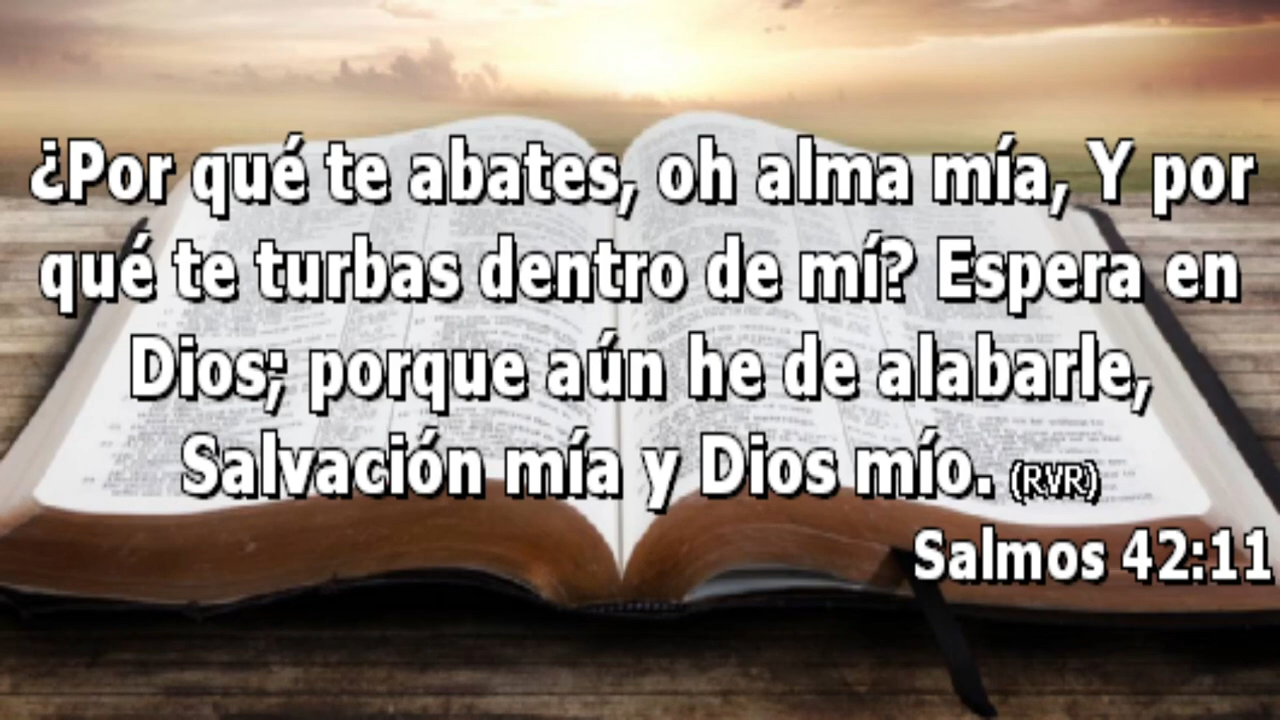 ¿Por qué te abates, oh alma mía, Y por
qué te turbas dentro de mí? Espera en
Dios; porque aún he de alabarle,
Salvación mía y Dios mío. (RVR)
Salmos 42:11